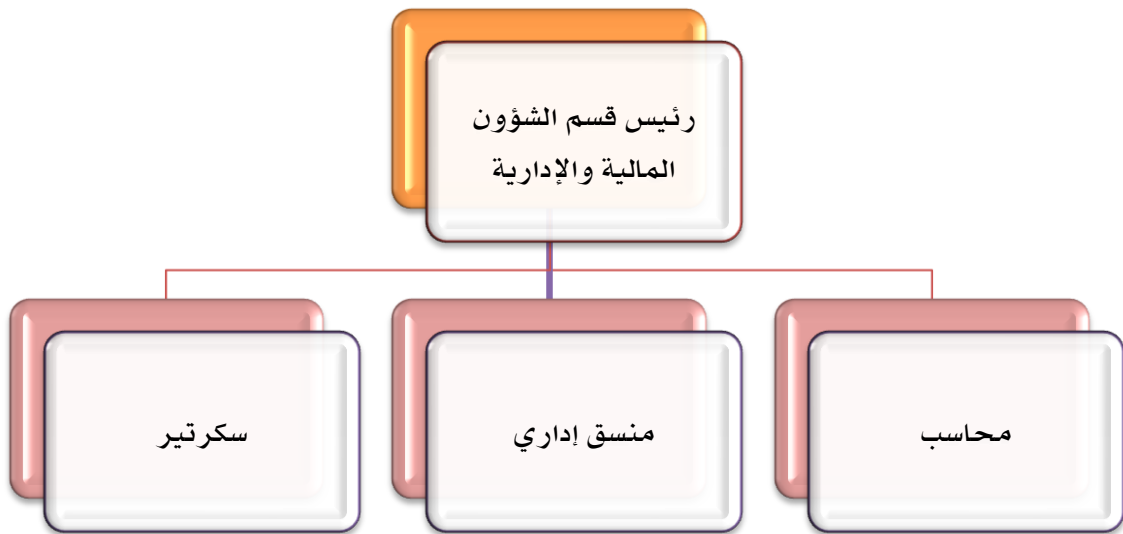 رئيس قسم الشؤون
المالية والإدارية
محاسب
منسق إداري
سكرتير